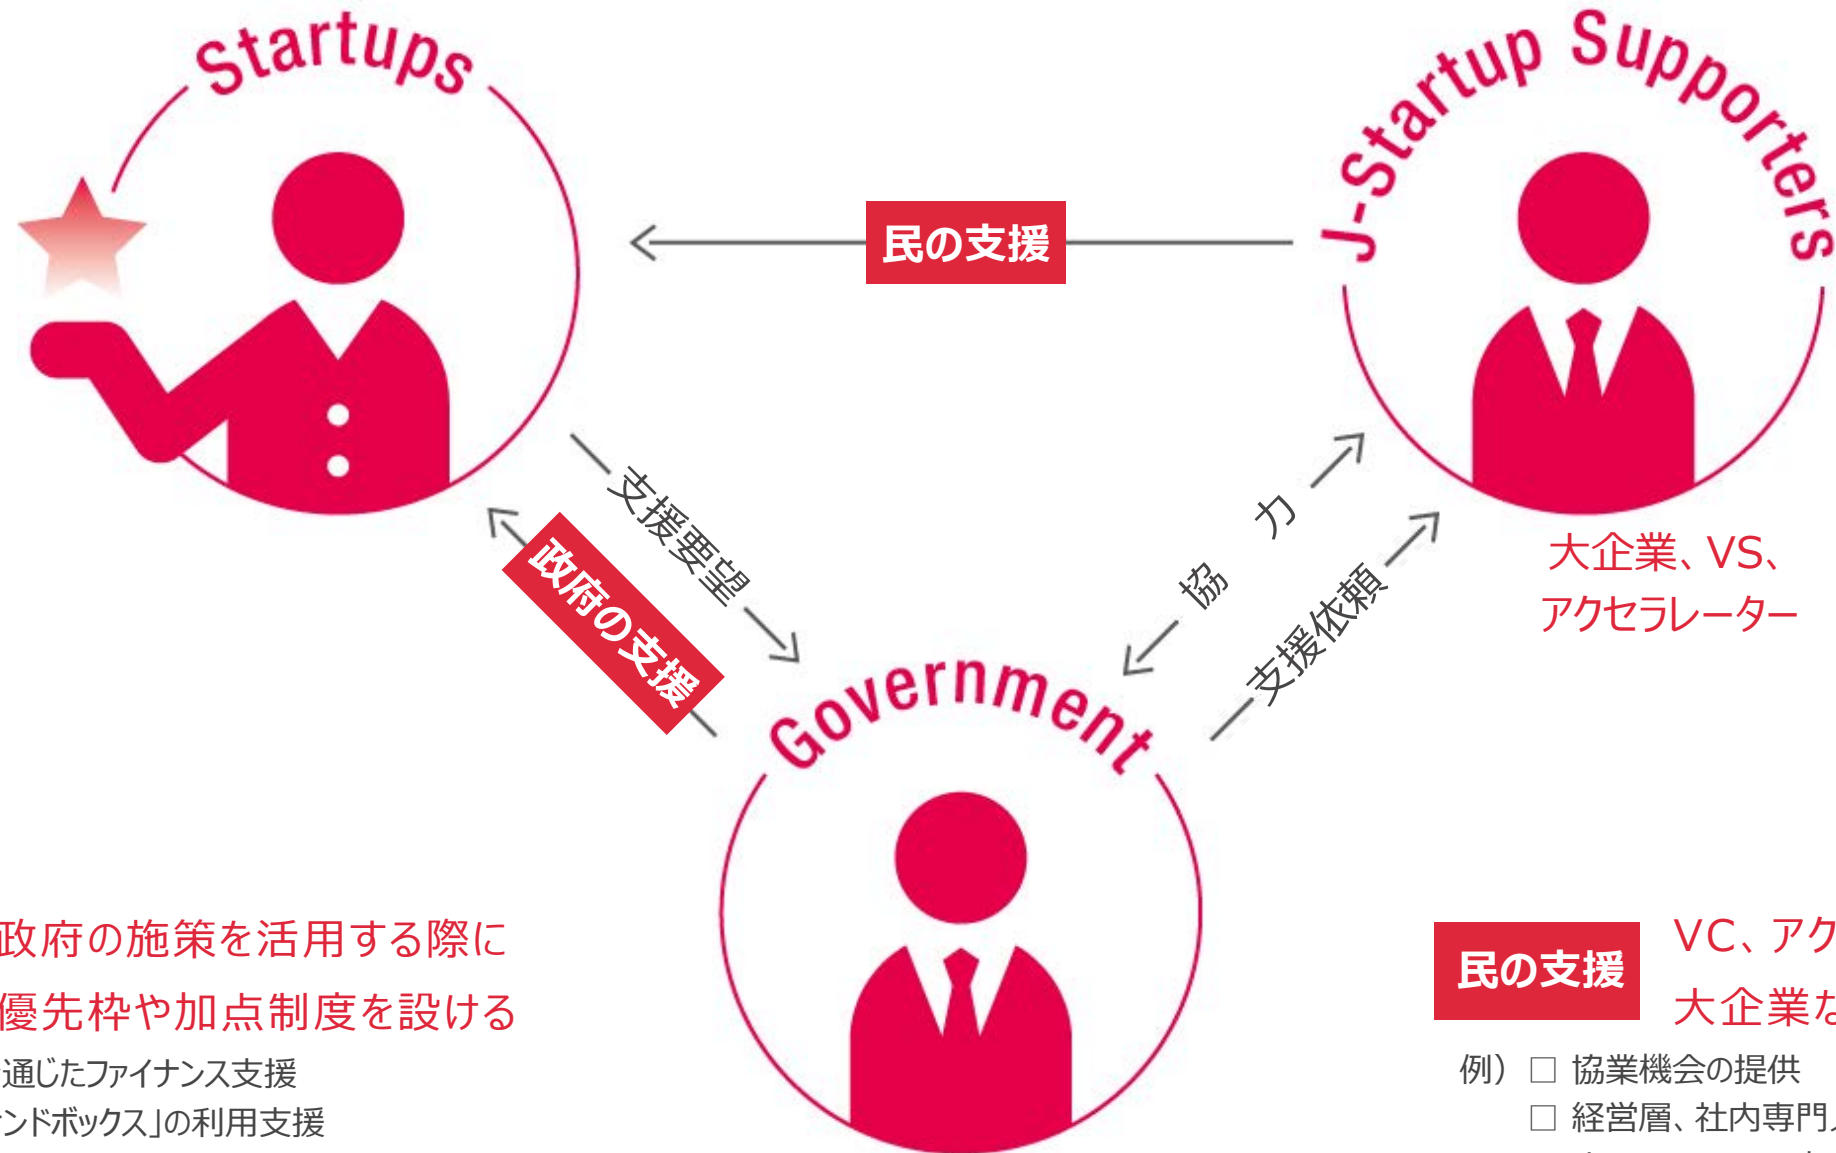 Startups
J-Startup Supporters
民の支援
支援要望
政府の支援
協 力
支援依頼
大企業、VS、
アクセラレーター
Government
政府の施策を活用する際に
優先枠や加点制度を設ける
通じたファイナンス支援
ンドボックス」の利用支援
民の支援
VC、アク
大企業な
例） □ 協業機会の提供
□ 経営層、社内専門